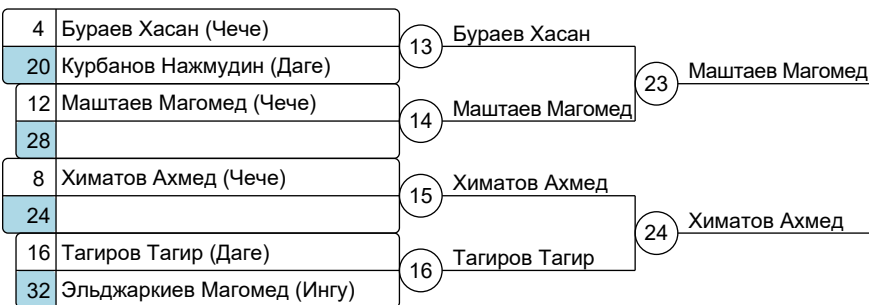 4 Бураев Хасан (Чече)
20 Курбанов Нажмудин (Даге)
12 Маштаев Магомед (Чече)
28
8 Химатов Ахмед (Чече)
24
16 Тагиров Тагир (Даге)
32 Эльджаркиев Магомед (Ингу)
13 Бураев Хасан
14 Маштаев Магомед
15 Химатов Ахмед
16 Тагиров Тагир
23 Маштаев Магомед
24 Химатов Ахмед